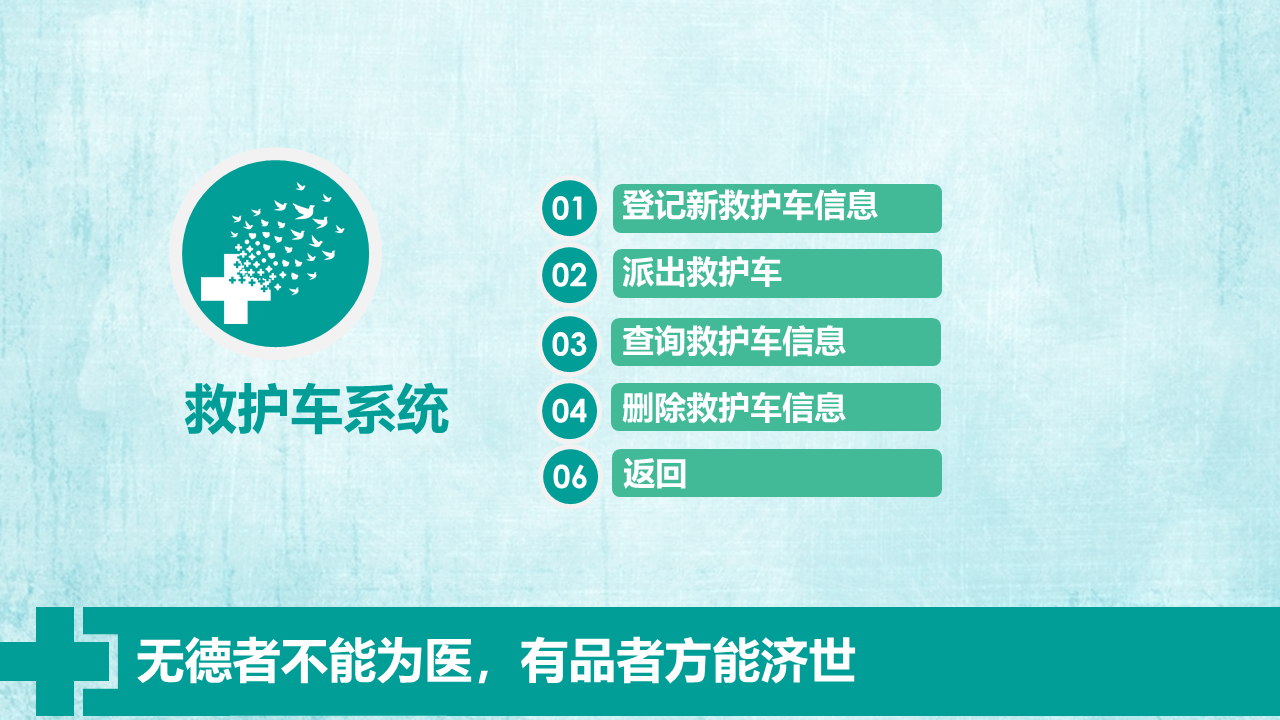 救护车系统
01 登记新救护车信息
02 派出救护车
03 查询救护车信息
04 删除救护车信息
06 返回
无德者不能为医，有品者方能济世